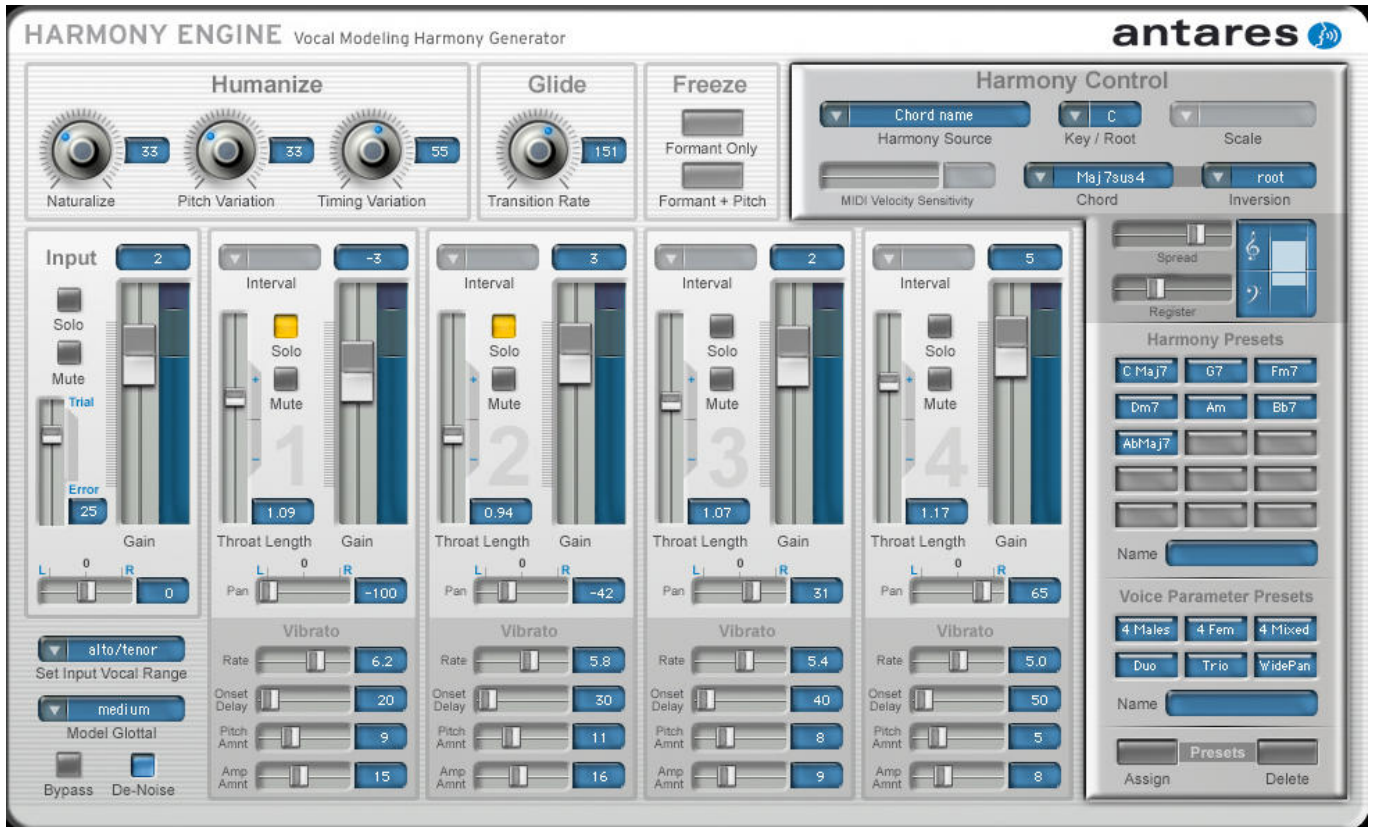 HARMONY ENGINE Vocal Modeling Harmony Generator
antares
Humanize
33
33
55
Naturalize
Pitch Variation
Timing Variation
Glide
151
Transition Rate
Freeze
Formant Only
Formant + Pitch
Harmony Control
Chord name
C
Harmony Source
Key / Root
Scale
Maj7sus4
root
MIDI Velocity Sensitivity
Chord
Inversion
Spread
Register
Input
2
Solo
Mute
Trial
Error
25
Gain
L 0 R
0
alto/tenor
Set Input Vocal Range
medium
Model Glottal
Bypass
De-Noise
-3
Interval
Solo
+
Mute
1
-
1.09
Throat Length
Gain
L 0 R
Pan
-100
Vibrato
Rate
6.2
Onset
Delay
20
Pitch
Amnt
9
Amp
Amnt
15
3
Interval
Solo
+
Mute
2
-
0.94
Throat Length
Gain
L 0 R
Pan
-42
Vibrato
Rate
5.8
Onset
Delay
30
Pitch
Amnt
11
Amp
Amnt
16
2
Interval
Solo
+
Mute
3
-
1.07
Throat Length
Gain
L 0 R
Pan
31
Vibrato
Rate
5.4
Onset
Delay
40
Pitch
Amnt
8
Amp
Amnt
9
5
Interval
Solo
+
Mute
4
-
1.17
Throat Length
Gain
L 0 R
Pan
65
Vibrato
Rate
5.0
Onset
Delay
50
Pitch
Amnt
5
Amp
Amnt
8
Harmony Presets
C Maj7
G7
Fm7
Dm7
Am
Bb7
AbMaj7
Name
Voice Parameter Presets
4 Males
4 Fem
4 Mixed
Duo
Trio
WidePan
Name
Presets
Assign
Delete